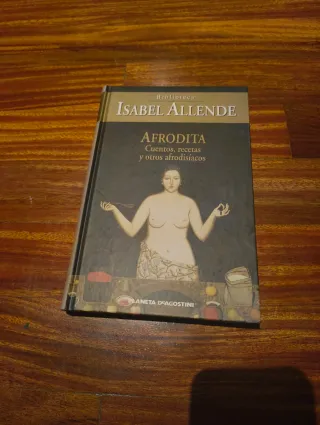 Biblioteca
ISABEL ALLENDE
AFRODITA
Cuentos, recetas
y otros afrodisíacos
PLANETA DEAGOSTINI